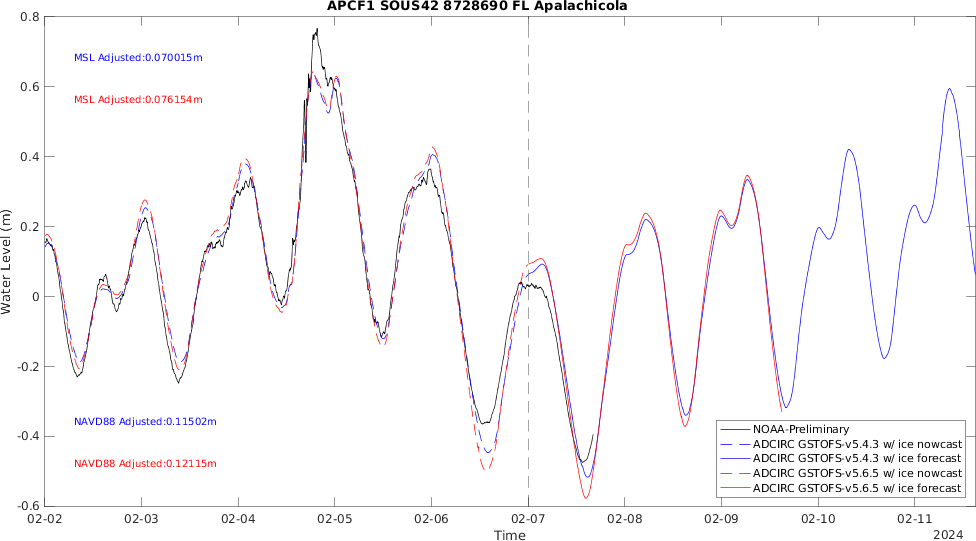 APCF1 SOUS42 8728690 FL Apalachicola
0.8
0.6
0.4
0.2
0
-0.2
-0.4
-0.6
Water Level (m)
MSL Adjusted:0.070015m
MSL Adjusted:0.076154m
NAVD88 Adjusted:0.11502m
NAVD88 Adjusted:0.12115m
NOAA-Preliminary
ADCIRC GSTOFS-v5.4.3 w/ ice nowcast
ADCIRC GSTOFS-v5.4.3 w/ ice forecast
ADCIRC GSTOFS-v5.6.5 w/ ice nowcast
ADCIRC GSTOFS-v5.6.5 w/ ice forecast
02-02 02-03 02-04 02-05 02-06 02-07 02-08 02-09 02-10 02-11
Time
2024